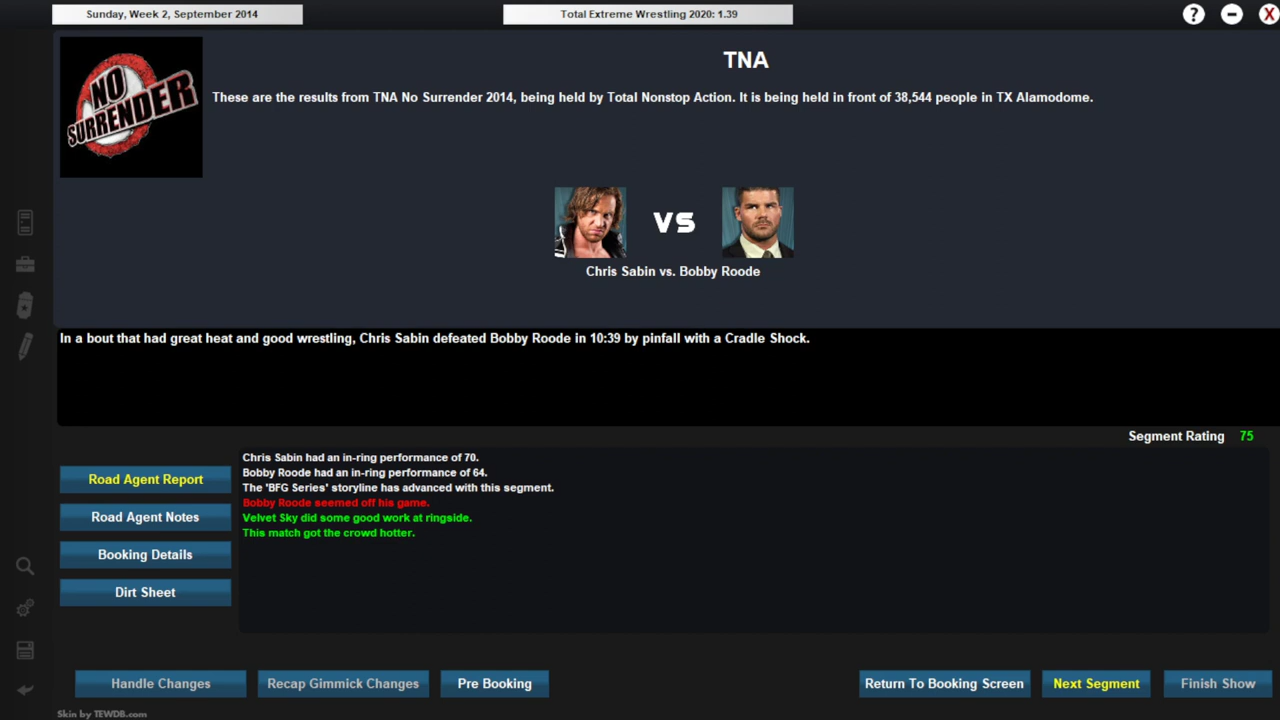 Sunday, Week 2, September 2014
Total Extreme Wrestling 2020: 1.39
?
X
NO
SURRENDER
TNA
These are the results from TNA No Surrender 2014, being held by Total Nonstop Action. It is being held in front of 38,544 people in TX Alamodome.
VS
Chris Sabin vs. Bobby Roode
In a bout that had great heat and good wrestling, Chris Sabin defeated Bobby Roode in 10:39 by pinfall with a Cradle Shock.
Segment Rating 75
Road Agent Report
Road Agent Notes
Booking Details
Dirt Sheet
Chris Sabin had an in-ring performance of 70.
Bobby Roode had an in-ring performance of 64.
The 'BFG Series' storyline has advanced with this segment.
Bobby Roode seemed off his game.
Velvet Sky did some good work at ringside.
This match got the crowd hotter.
Handle Changes
Recap Gimmick Changes
Pre Booking
Return To Booking Screen
Next Segment
Finish Show
Skin by TEWDB.com